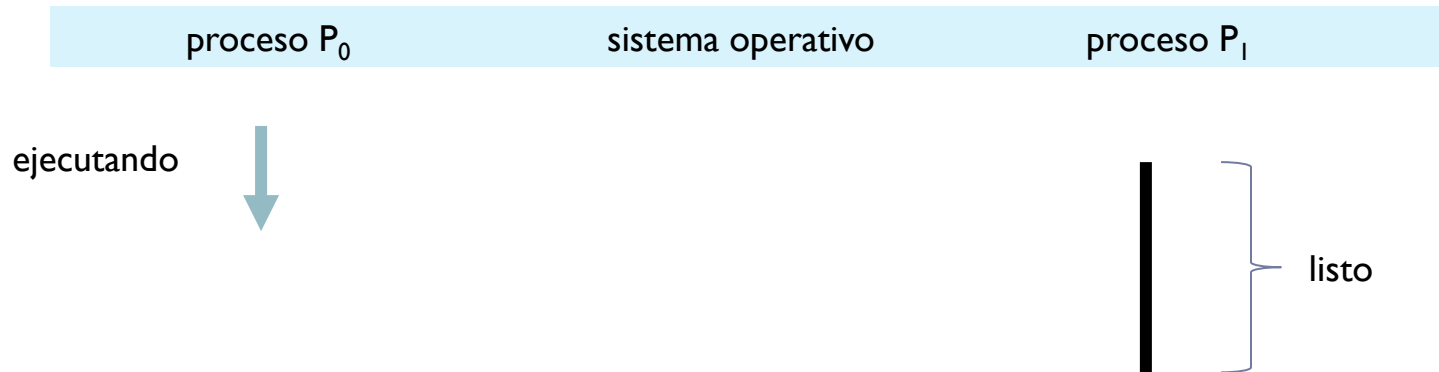 proceso P₀ sistema operativo proceso P₁
ejecutando
listo